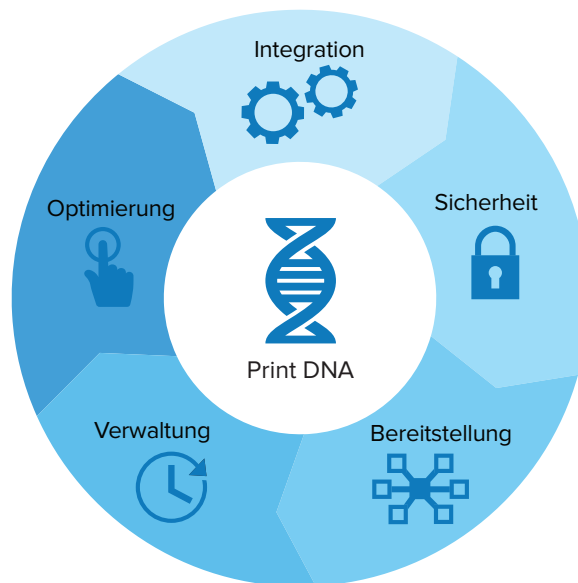 Integration
Optimierung
Sicherheit
Print DNA
Verwaltung
Bereitstellung